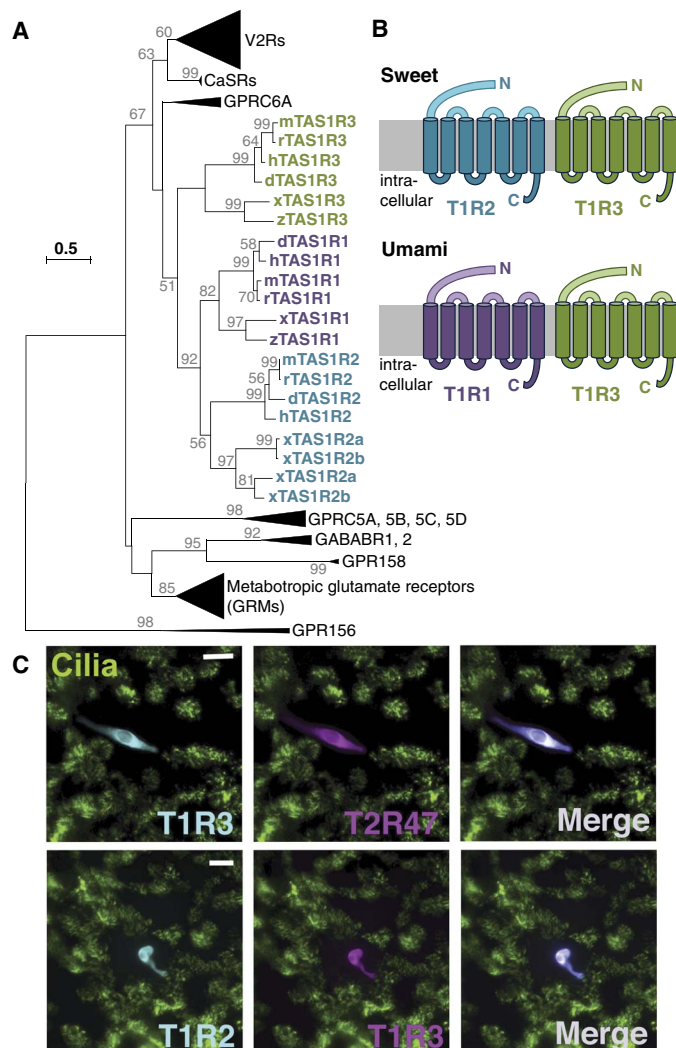 A
60
V2Rs
63
99
CaSRs
67
GPRC6A
99
mTAS1R3
rTAS1R3
64
hTAS1R3
99
dTAS1R3
99
xTAS1R3
zTAS1R3
0.5
58
dTAS1R1
hTAS1R1
99
mTAS1R1
70
rTAS1R1
51
82
97
xTAS1R1
zTAS1R1
92
99
mTAS1R2
56
rTAS1R2
99
dTAS1R2
hTAS1R2
56
99
xTAS1R2a
xTAS1R2b
97
81
xTAS1R2a
xTAS1R2b
98
GPRC5A, 5B, 5C, 5D
92
GABABR1, 2
95
99
GPR158
85
Metabotropic glutamate receptors
(GRMs)
98
GPR156
B
Sweet
N
N
intra-
cellular
T1R2
C
T1R3
C
Umami
N
N
intra-
cellular
T1R1
C
T1R3
C
C
Cilia
T1R3
T2R47
Merge
T1R2
T1R3
Merge